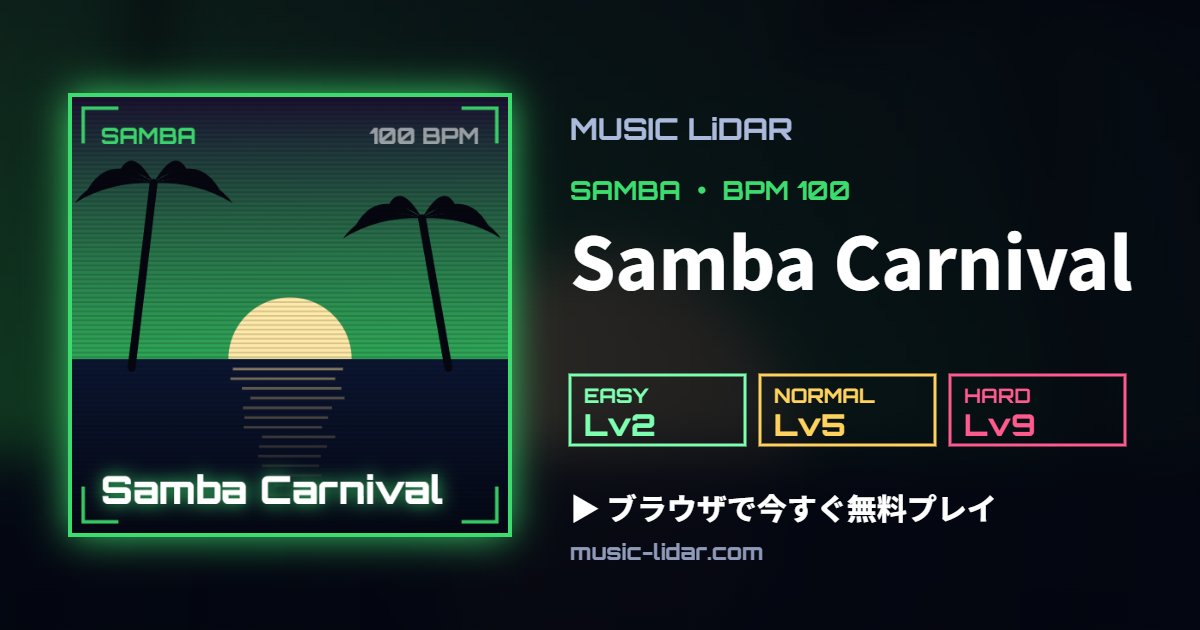 SAMBA
100 BPM
Samba Carnival
MUSIC LiDAR
SAMBA • BPM 100
Samba Carnival
EASY
Lv2
NORMAL
Lv5
HARD
Lv9
▶ ブラウザで今すぐ無料プレイ
music-lidar.com